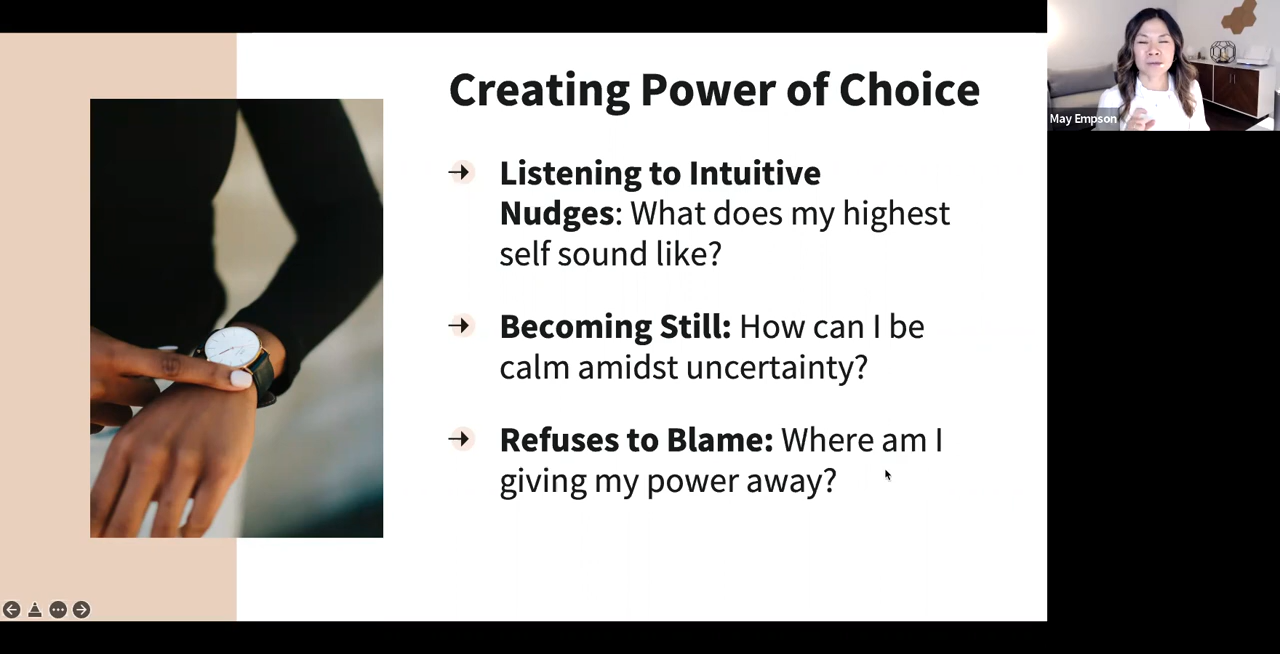 Creating Power of Choice
Listening to Intuitive
Nudges: What does my highest
self sound like?
Becoming Still: How can I be
calm amidst uncertainty?
Refuses to Blame: Where am I
giving my power away?
May Empson